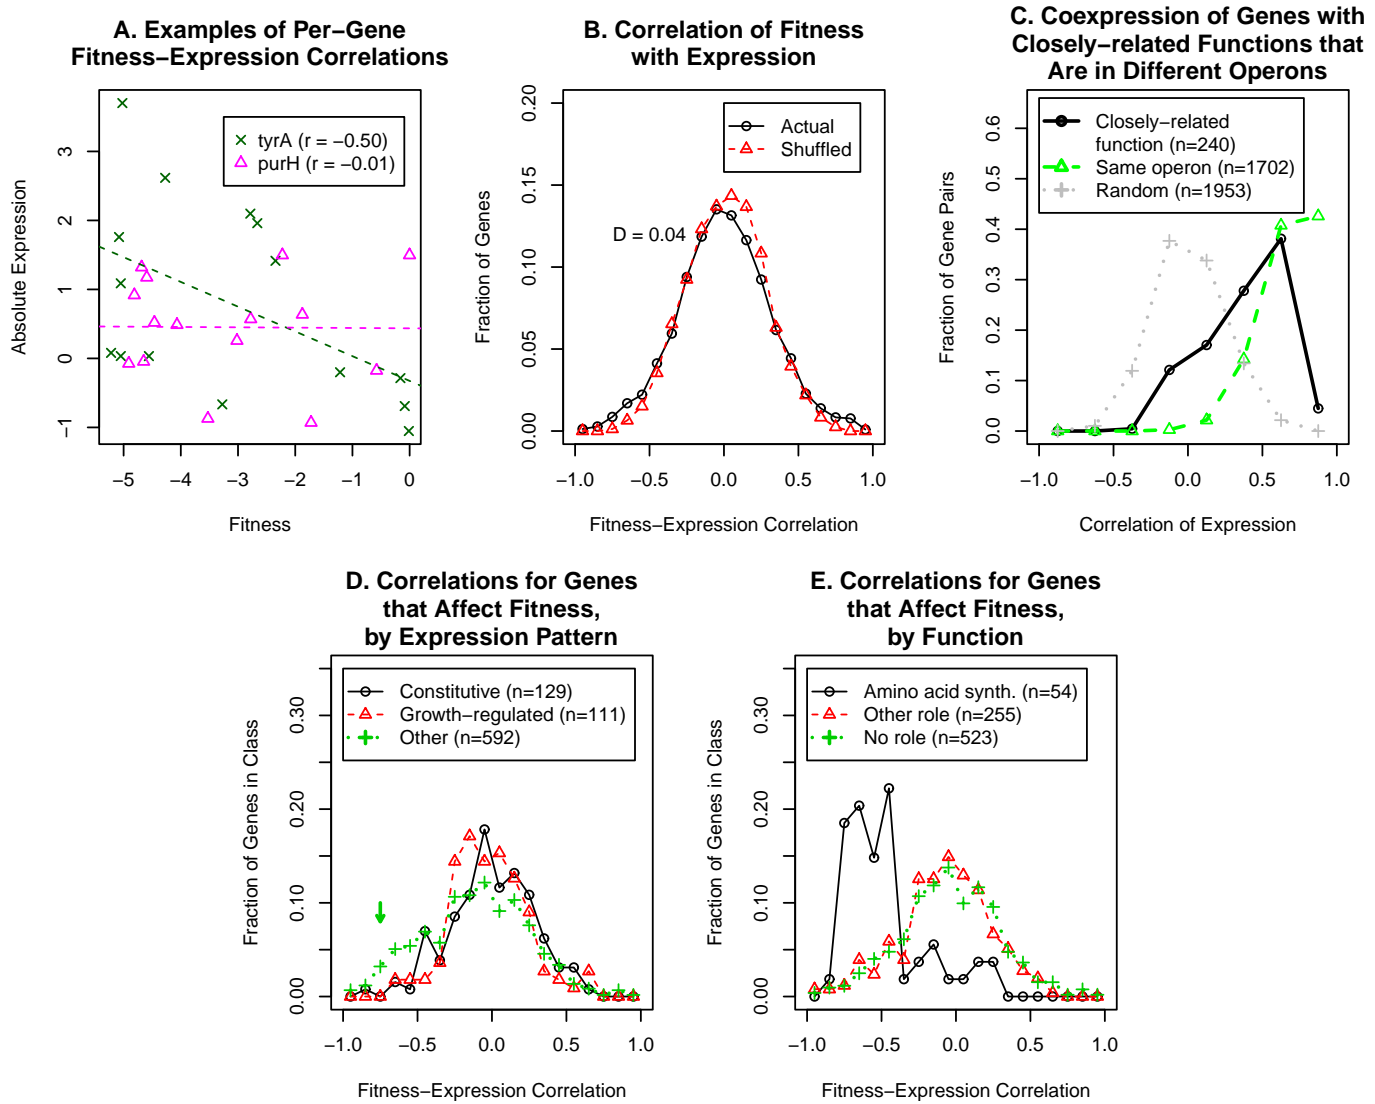 A. Examples of Per−Gene
Fitness−Expression Correlations
tyrA (r = −0.50)
purH (r = −0.01)
Absolute Expression
3
2
1
0
−1
−5 −4 −3 −2 −1 0
Fitness
B. Correlation of Fitness
with Expression
Actual
Shuffled
D = 0.04
Fraction of Genes
0.20
0.15
0.10
0.05
0.00
−1.0 −0.5 0.0 0.5 1.0
Fitness−Expression Correlation
C. Coexpression of Genes with
Closely−related Functions that
Are in Different Operons
Closely−related
function (n=240)
Same operon (n=1702)
Random (n=1953)
Fraction of Gene Pairs
0.6
0.5
0.4
0.3
0.2
0.1
0.0
−1.0 0.0 0.5 1.0
Correlation of Expression
D. Correlations for Genes
that Affect Fitness,
by Expression Pattern
Constitutive (n=129)
Growth−regulated (n=111)
Other (n=592)
Fraction of Genes in Class
0.30
0.20
0.10
0.00
−1.0 −0.5 0.0 0.5 1.0
Fitness−Expression Correlation
E. Correlations for Genes
that Affect Fitness,
by Function
Amino acid synth. (n=54)
Other role (n=255)
No role (n=523)
Fraction of Genes in Class
0.30
0.20
0.10
0.00
−1.0 −0.5 0.0 0.5 1.0
Fitness−Expression Correlation